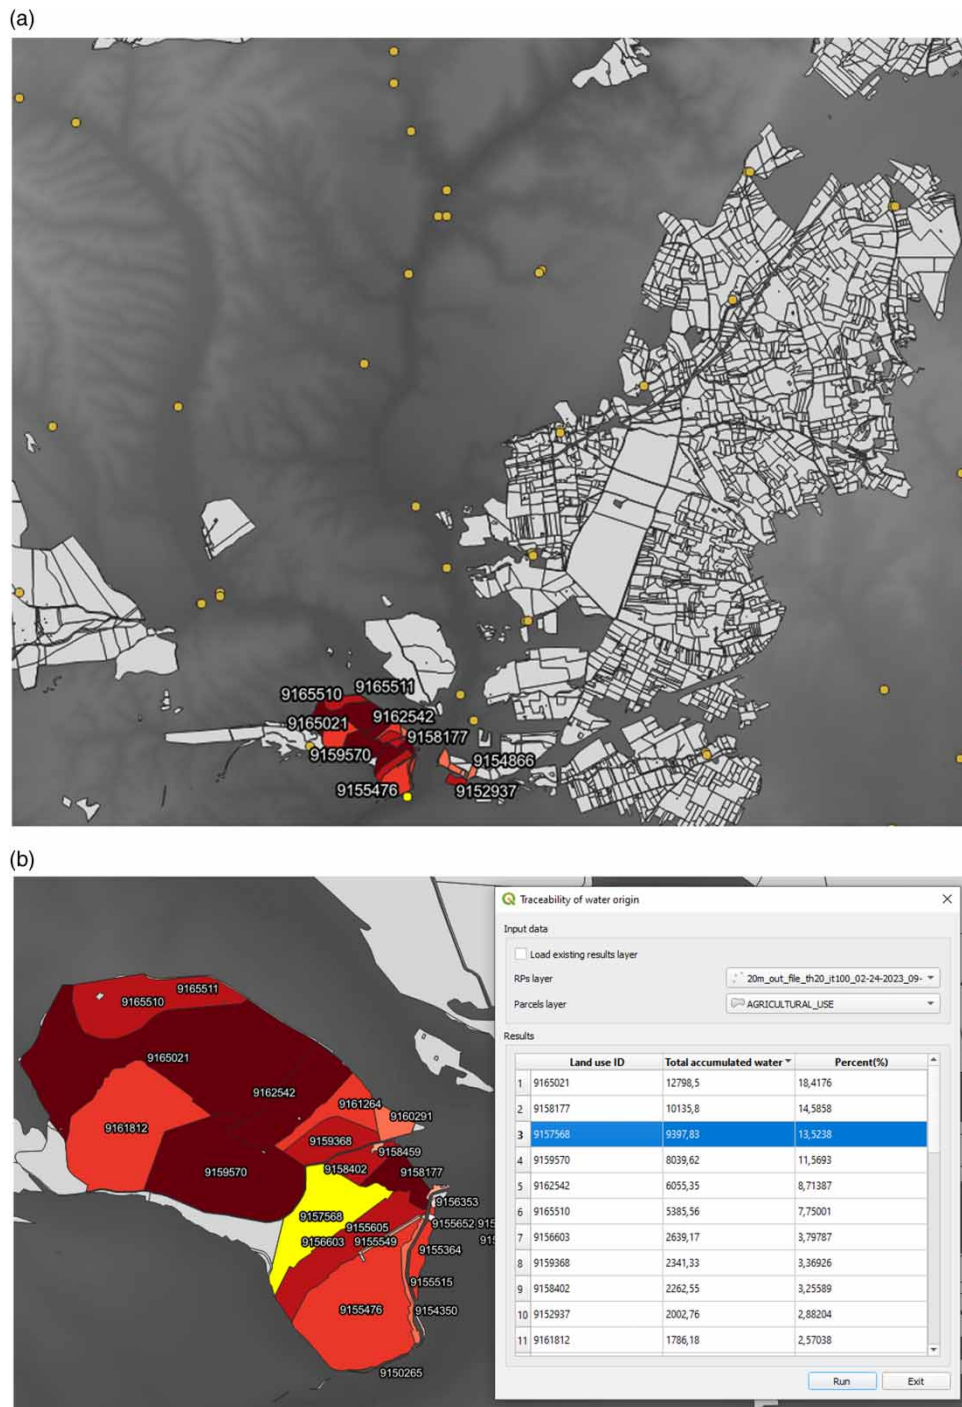 (a)
9165510
9165511
9165021
9162542
9158177
9159570
9154866
9155476
9152937
(b)
9165511
9165510
9165021
9162542
9161264
9161812
9160291
9159368
9158459
9159570
9158402
9158177
9156353
9157568
9155605
9155652
9156603
9155549
9155364
9155515
9155476
9154350
9150265
Traceability of water origin
Input data
Load existing results layer
RPs layer 20m_out_file_th20_it100_02-24-2023_09-
Parcels layer AGRICULTURAL_USE
Results
Land use ID Total accumulated water Percent(%)
1 9165021 12798,5 18,4176
2 9158177 10135,8 14,5858
3 9157568 9397,83 13,5238
4 9159570 8039,62 11,5693
5 9162542 6055,35 8,71387
6 9165510 5385,56 7,75001
7 9156603 2639,17 3,79787
8 9159368 2341,33 3,36926
9 9158402 2262,55 3,25589
10 9152937 2002,76 2,88204
11 9161812 1786,18 2,57038
Run Exit